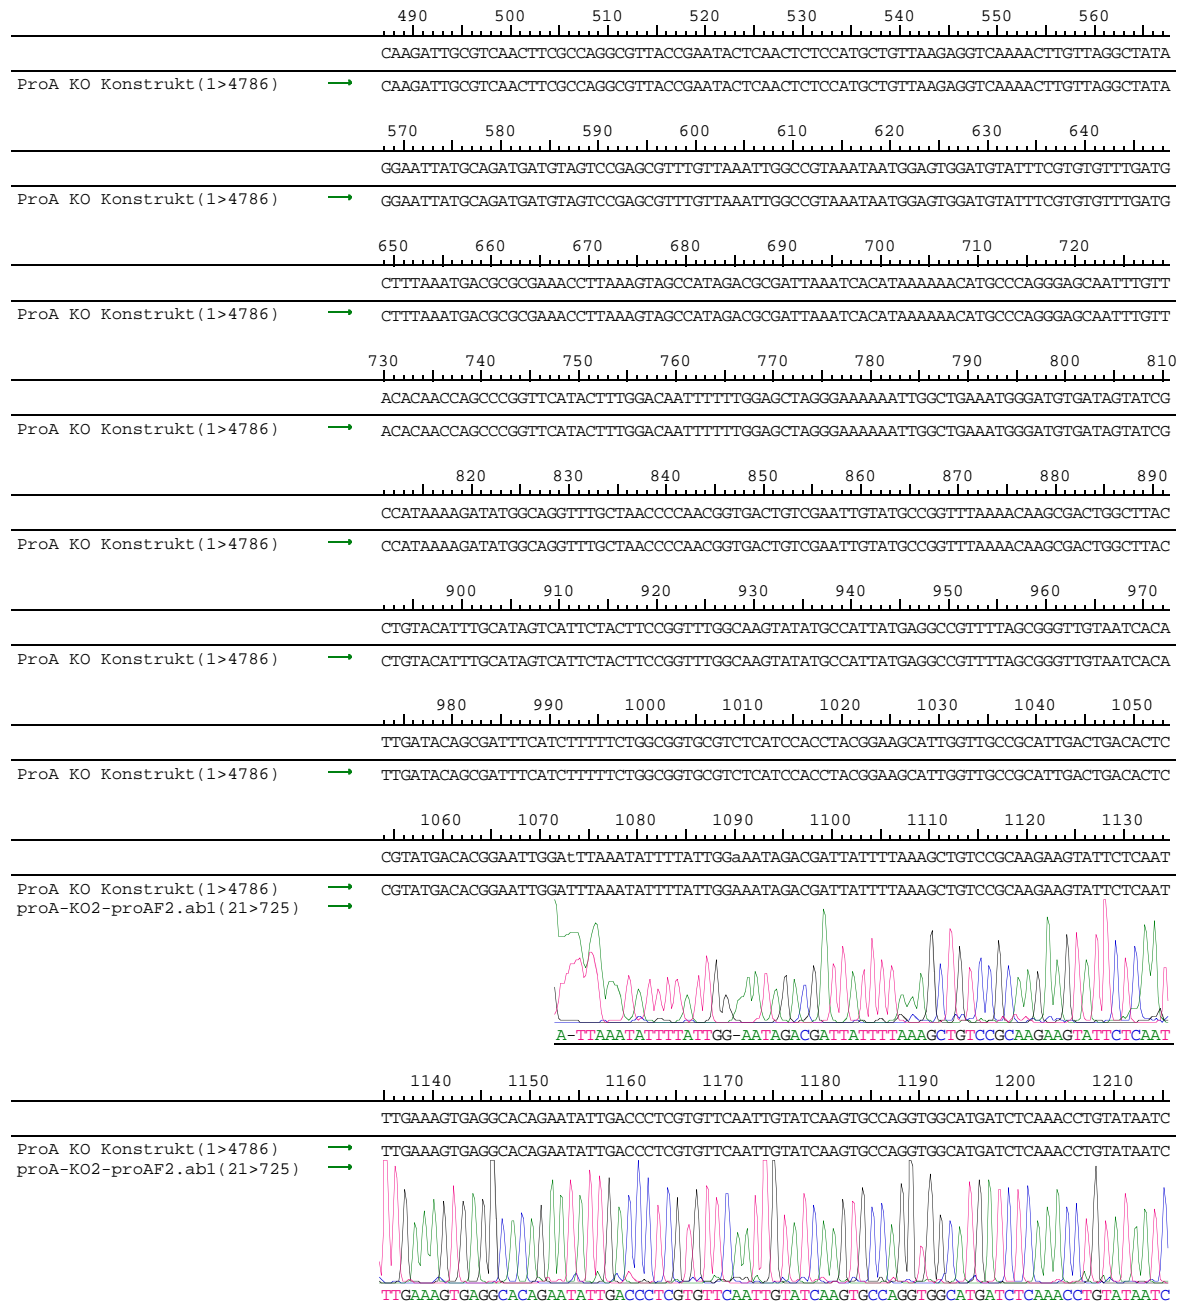 490 500 510 520 530 540 550 560
CAAGATTGCGTCAACTTCGCCAGGCGTTACCGAATACTCAACTCTCCATGCTGTTAAGAGGTCAAAACTTGTTAGGCTATA
ProA KO Konstrukt(1>4786) → CAAGATTGCGTCAACTTCGCCAGGCGTTACCGAATACTCAACTCTCCATGCTGTTAAGAGGTCAAAACTTGTTAGGCTATA
570 580 590 600 610 620 630 640
GGAATTATGCAGATGATGTAGTCCGAGCGTTTGTTAAATTGGCCGTAAATAATGGAGTGGATGTATTTCGTGTGTTTGATG
ProA KO Konstrukt(1>4786) → GGAATTATGCAGATGATGTAGTCCGAGCGTTTGTTAAATTGGCCGTAAATAATGGAGTGGATGTATTTCGTGTGTTTGATG
650 660 670 680 690 700 710 720
CTTTAAATGACGCGCGAAACCTTAAAGTAGCCATAGACGCGATTAAATCACATAAAAAACATGCCCAGGGAGCAATTTGTT
ProA KO Konstrukt(1>4786) → CTTTAAATGACGCGCGAAACCTTAAAGTAGCCATAGACGCGATTAAATCACATAAAAAACATGCCCAGGGAGCAATTTGTT
730 740 750 760 770 780 790 800 810
ACACAACCAGCCCGGTTCATACTTTGGACAATTTTTTGGAGCTAGGGAAAAAATTGGCTGAAATGGGATGTGATAGTATCG
ProA KO Konstrukt(1>4786) → ACACAACCAGCCCGGTTCATACTTTGGACAATTTTTTGGAGCTAGGGAAAAAATTGGCTGAAATGGGATGTGATAGTATCG
820 830 840 850 860 870 880 890
CCATAAAAGATATGGCAGGTTTGCTAACCCCAACGGTGACTGTCGAATTGTATGCCGGTTTAAAACAAGCGACTGGCTTAC
ProA KO Konstrukt(1>4786) → CCATAAAAGATATGGCAGGTTTGCTAACCCCAACGGTGACTGTCGAATTGTATGCCGGTTTAAAACAAGCGACTGGCTTAC
900 910 920 930 940 950 960 970
CTGTACATTTGCATAGTCATTCTACTTCCGGTTTGGCAAGTATATGCCATTATGAGGCCGTTTTAGCGGGTTGTAATCACA
ProA KO Konstrukt(1>4786) → CTGTACATTTGCATAGTCATTCTACTTCCGGTTTGGCAAGTATATGCCATTATGAGGCCGTTTTAGCGGGTTGTAATCACA
980 990 1000 1010 1020 1030 1040 1050
TTGATACAGCGATTTCATCTTTTTCTGGCGGTGCGTCTCATCCACCTACGGAAGCATTGGTTGCCGCATTGACTGACACTC
ProA KO Konstrukt(1>4786) → TTGATACAGCGATTTCATCTTTTTCTGGCGGTGCGTCTCATCCACCTACGGAAGCATTGGTTGCCGCATTGACTGACACTC
1060 1070 1080 1090 1100 1110 1120 1130
CGTATGACACGGAATTGGAtTTAAATATTTTATTGGaAATAGACGATTATTTTAAAGCTGTCCGCAAGAAGTATTCTCAAT
ProA KO Konstrukt(1>4786) → CGTATGACACGGAATTGGATTTAAATATTTTATTGGAAATAGACGATTATTTTAAAGCTGTCCGCAAGAAGTATTCTCAAT
proA-KO2-proAF2.ab1(21>725) →
A-TTAAATATTTTATTGG-AATAGACGATTATTTTAAAGCTGTCCGCAAGAAGTATTCTCAAT
1140 1150 1160 1170 1180 1190 1200 1210
TTGAAAGTGAGGCACAGAATATTGACCCTCGTGTTCAATTGTATCAAGTGCCAGGTGGCATGATCTCAAACCTGTATAATC
ProA KO Konstrukt(1>4786) → TTGAAAGTGAGGCACAGAATATTGACCCTCGTGTTCAATTGTATCAAGTGCCAGGTGGCATGATCTCAAACCTGTATAATC
proA-KO2-proAF2.ab1(21>725) →
TTGAAAGTGAGGCACAGAATATTGACCCTCGTGTTCAATTGTATCAAGTGCCAGGTGGCATGATCTCAAACCTGTATAATC